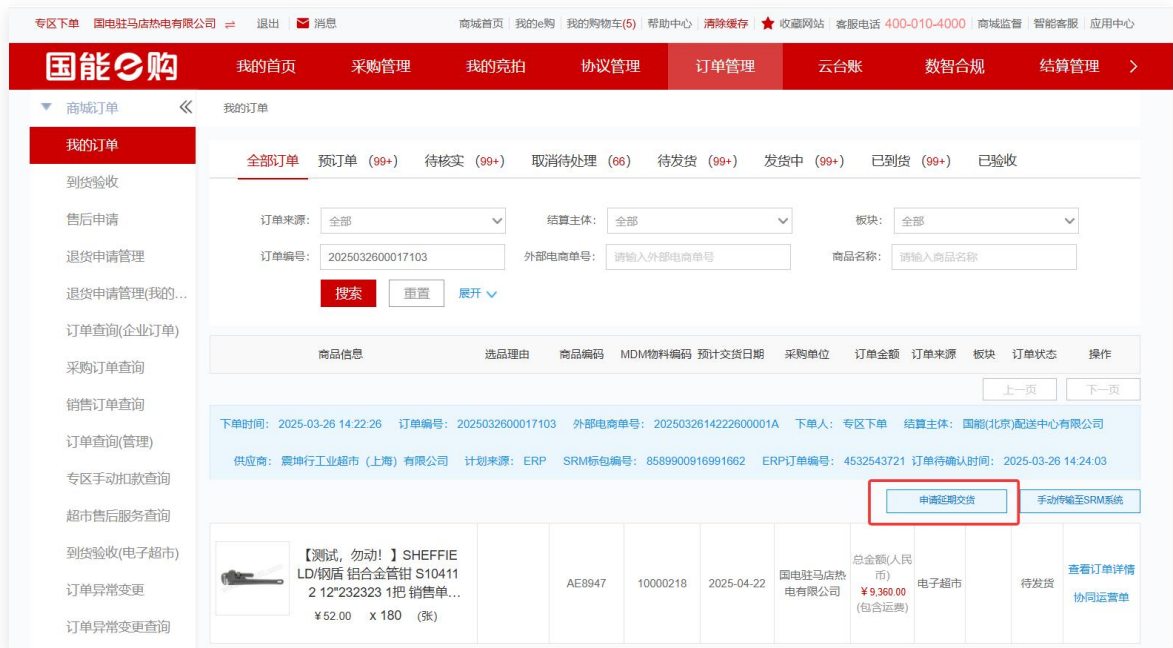 专区下单 国电驻马店热电有限公司 退出 消息 商城首页 我的e购 我的购物车(5) 帮助中心 清除缓存 收藏网站 客服电话 400-010-4000 商城监督 智能客服 应用中心
国能e购 我的首页 采购管理 我的竞拍 协议管理 订单管理 云台账 数智合规 结算管理
商城订单 我的订单
我的订单
全部订单 预订单 (99+) 待核实 (99+) 取消待处理 (66) 待发货 (99+) 发货中 (99+) 已到货 (99+) 已验收
到货验收
售后申请
订单来源: 全部 结算主体: 全部 板块: 全部
退货申请管理
订单编号: 2025032600017103 外部电商单号: 请输入外部电商单号 商品名称: 请输入商品名称
退货申请管理(我的...
搜索 重置 展开
订单查询(企业订单)
商品信息 选品理由 商品编码 MDM物料编码 预计交货日期 采购单位 订单金额 订单来源 板块 订单状态 操作
采购订单查询
上一页 下一页
销售订单查询
下单时间: 2025-03-26 14:22:26 订单编号: 2025032600017103 外部电商单号: 2025032614222600001A 下单人: 专区下单 结算主体: 国能(北京)配送中心有限公司
订单查询(管理)
供应商: 震坤行工业超市 (上海) 有限公司 计划来源: ERP SRM标包编号: 8589900916991662 ERP订单编号: 4532543721 订单待确认时间: 2025-03-26 14:24:03
专区手动扣款查询
申请延期交货 手动传输至SRM系统
超市售后服务查询
到货验收(电子超市)
订单异常变更
订单异常变更查询
【测试，勿动！】SHEFFIE
LD/钢盾 铝合金管钳 S10411
2 12"232323 1把 销售单...
¥52.00 x 180 (张)
AE8947
10000218
2025-04-22
国电驻马店热
电有限公司
总金额(人民
币)
¥9,360.00
(包含运费)
电子超市
待发货
查看订单详情
协同运营单